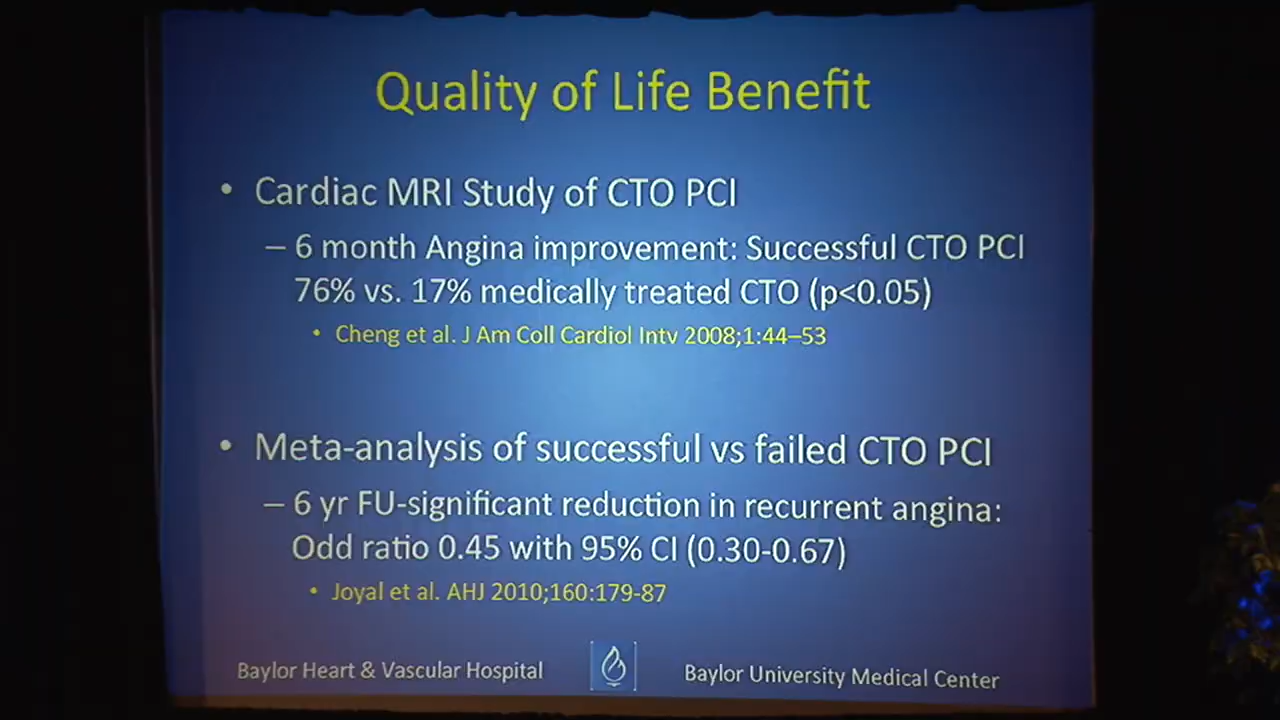 Quality of Life Benefit
• Cardiac MRI Study of CTO PCI
– 6 month Angina improvement: Successful CTO PCI
76% vs. 17% medically treated CTO (p<0.05)
• Cheng et al. J Am Coll Cardiol Intv 2008;1:44–53
• Meta-analysis of successful vs failed CTO PCI
– 6 yr FU-significant reduction in recurrent angina:
Odd ratio 0.45 with 95% CI (0.30-0.67)
• Joyal et al. AHJ 2010;160:179-87
Baylor Heart & Vascular Hospital
Baylor University Medical Center